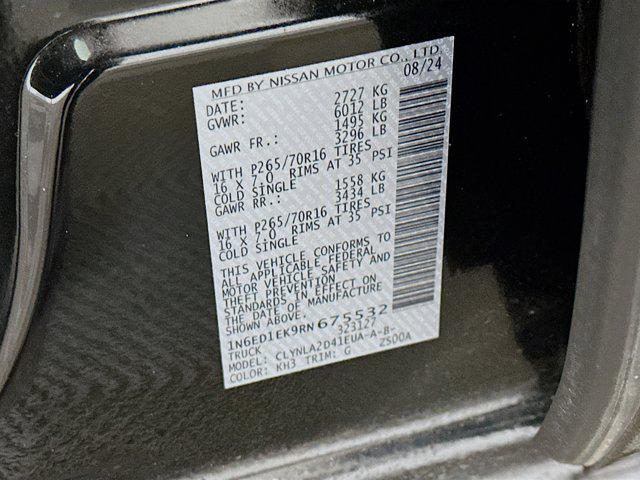 MFD BY NISSAN MOTOR CO., LTD.
DATE: 08/24
GVWR: 2727 KG
6012 LB
GAWR FR.: 1495 KG
3296 LB
WITH P265/70R16 TIRES
16 X 7.0 RIMS AT 35 PSI
COLD SINGLE
GAWR RR.: 1558 KG
3434 LB
WITH P265/70R16 TIRES
16 X 7.0 RIMS AT 35 PSI
COLD SINGLE
THIS VEHICLE CONFORMS TO
ALL APPLICABLE FEDERAL
MOTOR VEHICLE SAFETY AND
THEFT PREVENTION
STANDARDS IN EFFECT ON
THE DATE OF MANUFACTURE
SHOWN ABOVE.
1N6ED1EK9RN675532
TRUCK 323127
MODEL: CLYNLA2D41EUA-A-B-
COLOR: KH3 TRIM: G ZS00A